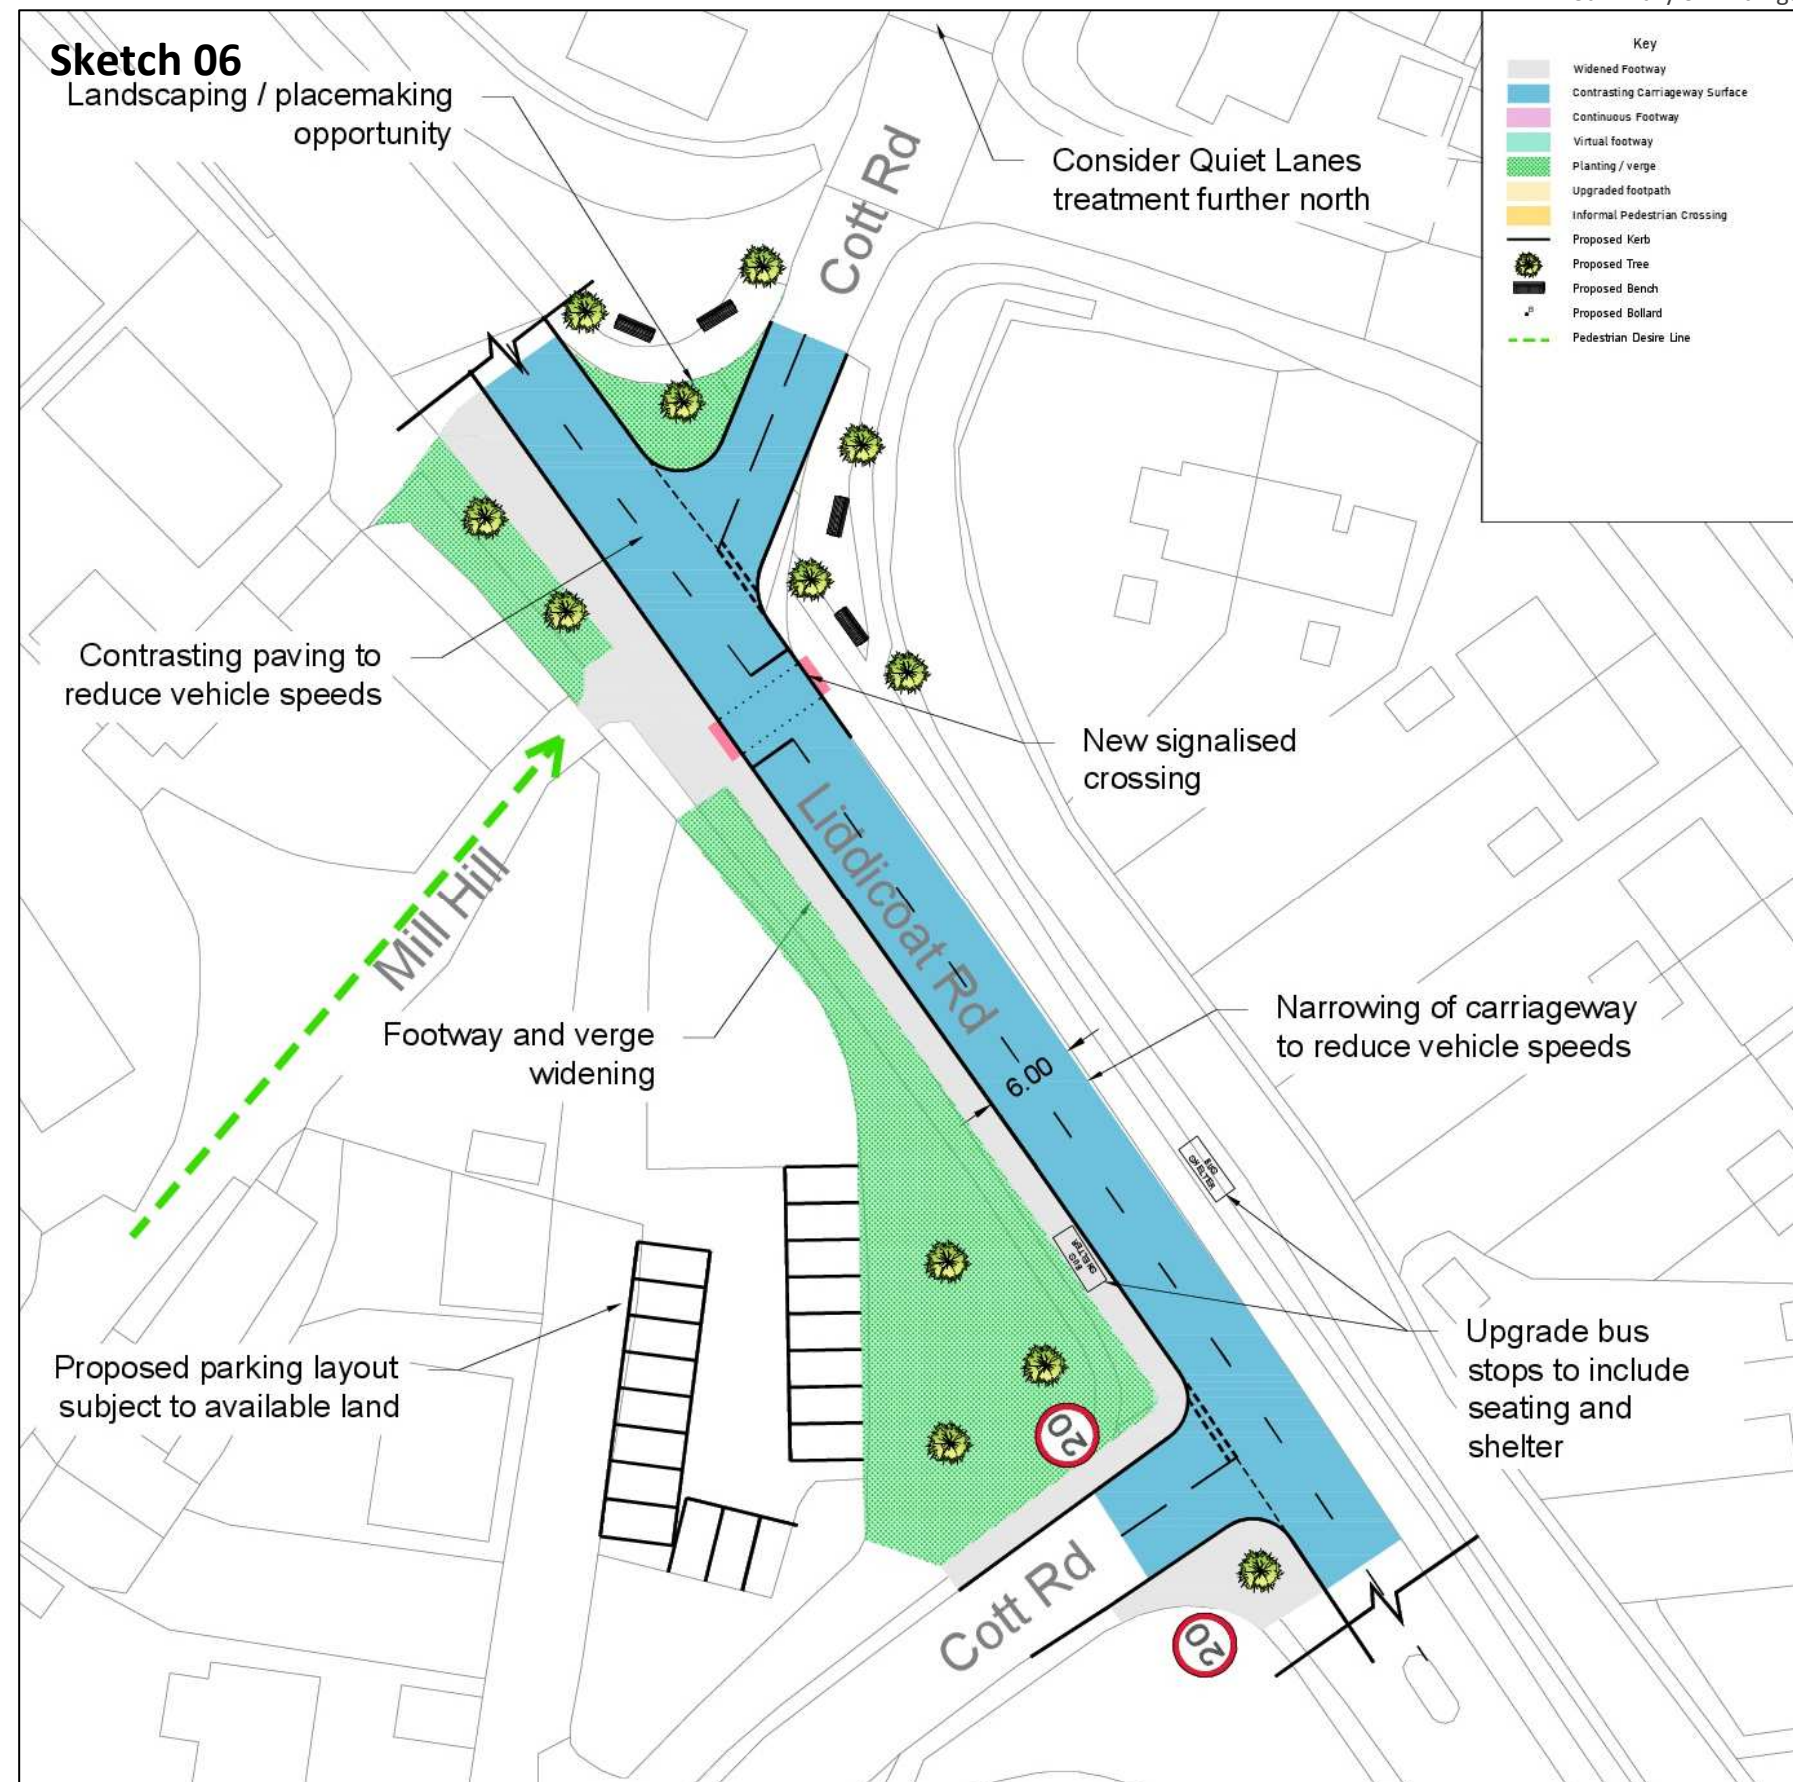 Sketch 06
Landscaping / placemaking
opportunity
Cott Rd
Consider Quiet Lanes
treatment further north
Key
Widened Footway
Contrasting Carriageway Surface
Continuous Footway
Virtual footway
Planting / verge
Upgraded footpath
Informal Pedestrian Crossing
Proposed Kerb
Proposed Tree
Proposed Bench
Proposed Bollard
Pedestrian Desire Line
Contrasting paving to
reduce vehicle speeds
New signalised
crossing
Liddicoat Rd
Mill Hill
Footway and verge
widening
Narrowing of carriageway
to reduce vehicle speeds
6.00
BUS
SHELTER
BUS
SHELTER
Upgrade bus
stops to include
seating and
shelter
Proposed parking layout
subject to available land
20
Cott Rd
20